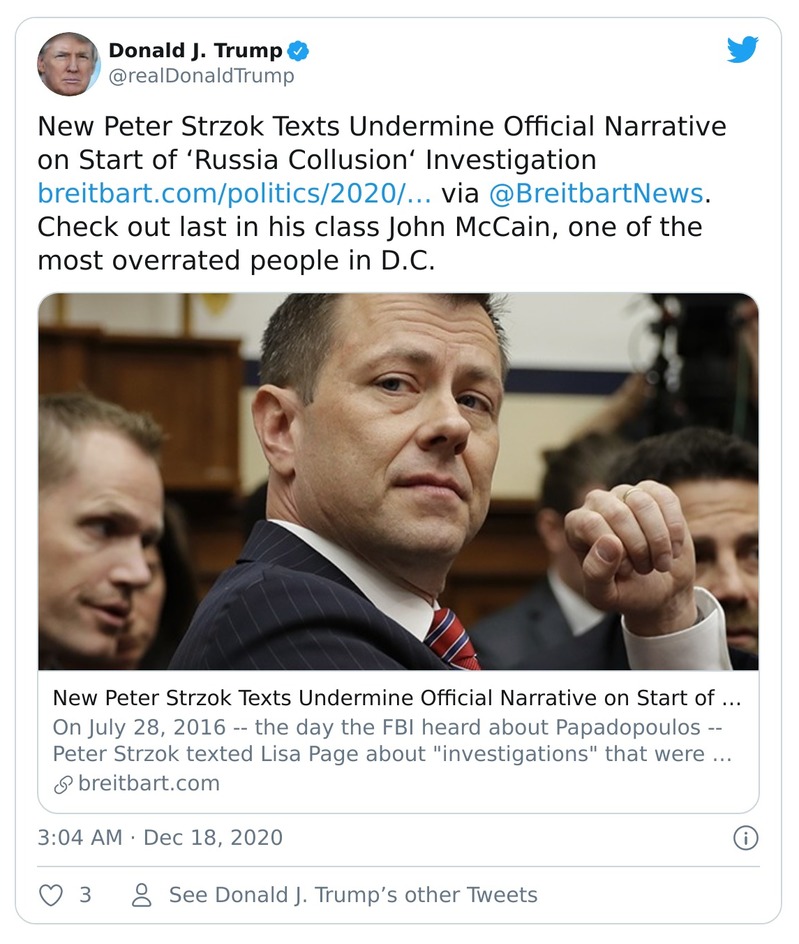 Donald J. Trump
@realDonaldTrump
New Peter Strzok Texts Undermine Official Narrative
on Start of ‘Russia Collusion‘ Investigation
breitbart.com/politics/2020/… via @BreitbartNews.
Check out last in his class John McCain, one of the
most overrated people in D.C.
New Peter Strzok Texts Undermine Official Narrative on Start of …
On July 28, 2016 -- the day the FBI heard about Papadopoulos --
Peter Strzok texted Lisa Page about "investigations" that were …
breitbart.com
3:04 AM · Dec 18, 2020
3 See Donald J. Trump’s other Tweets